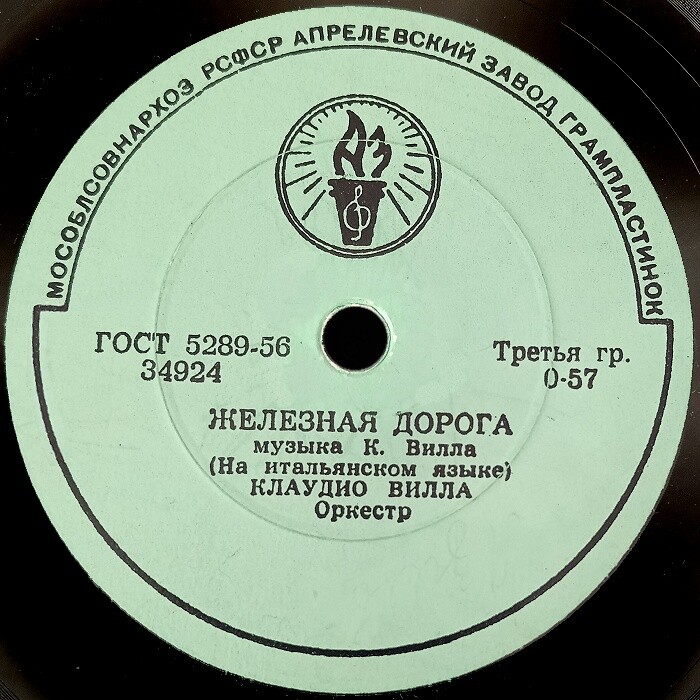 МОСОБЛСОВНАРХОЗ РСФСР АПРЕЛЕВСКИЙ ЗАВОД ГРАМПЛАСТИНОК
АЗ
ГОСТ 5289-56
34924
Третья гр.
0-57
ЖЕЛЕЗНАЯ ДОРОГА
музыка К. Вилла
(На итальянском языке)
КЛАУДИО ВИЛЛА
Оркестр